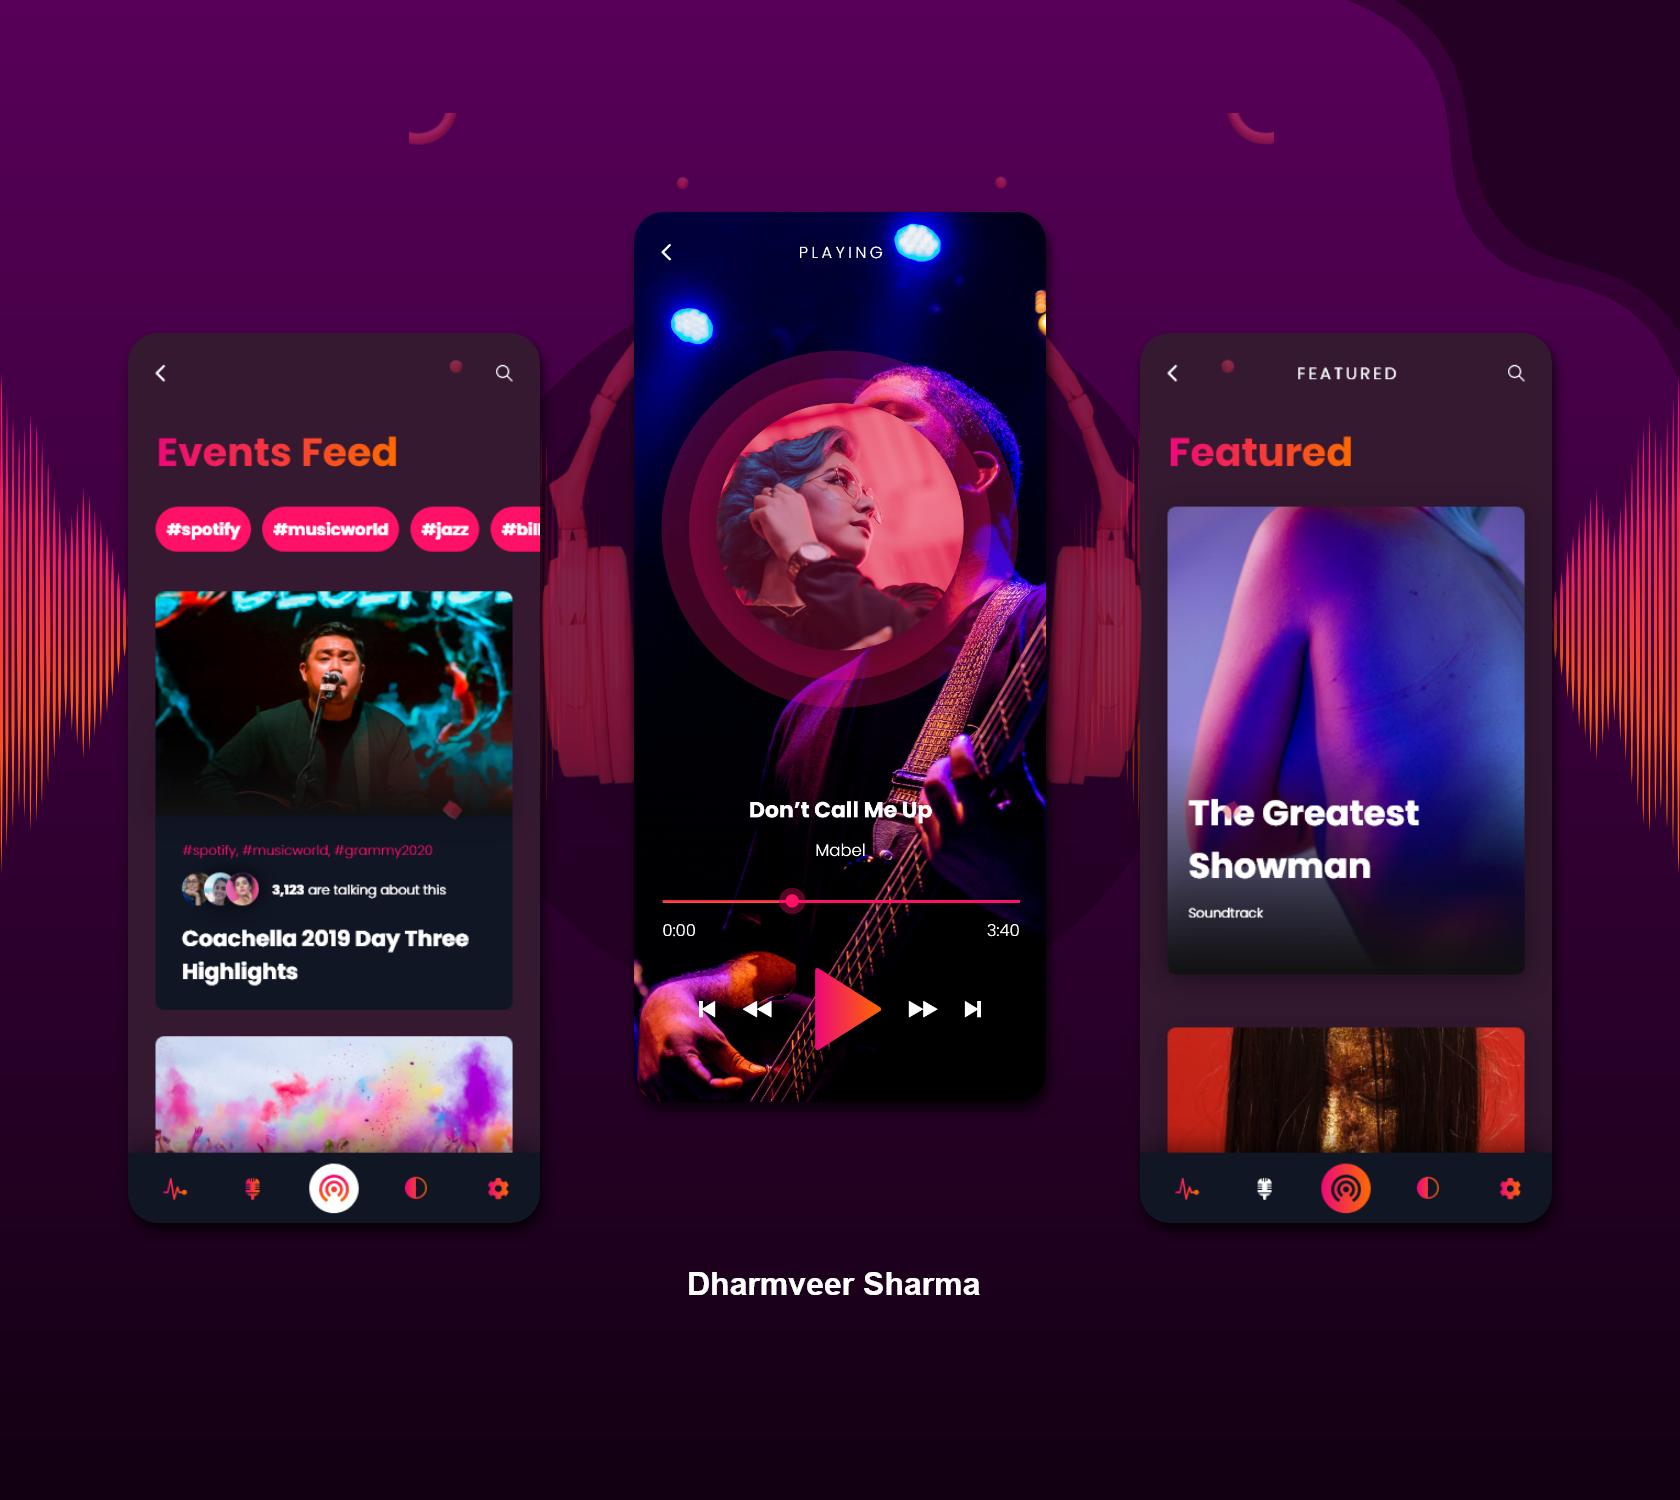 Events Feed
#spotify #musicworld #jazz #bill
#spotify, #musicworld, #grammy2020
3,123 are talking about this
Coachella 2019 Day Three
Highlights
PLAYING
Don't Call Me Up
Mabel
0:00 3:40
FEATURED
Featured
The Greatest
Showman
Soundtrack
Dharmveer Sharma